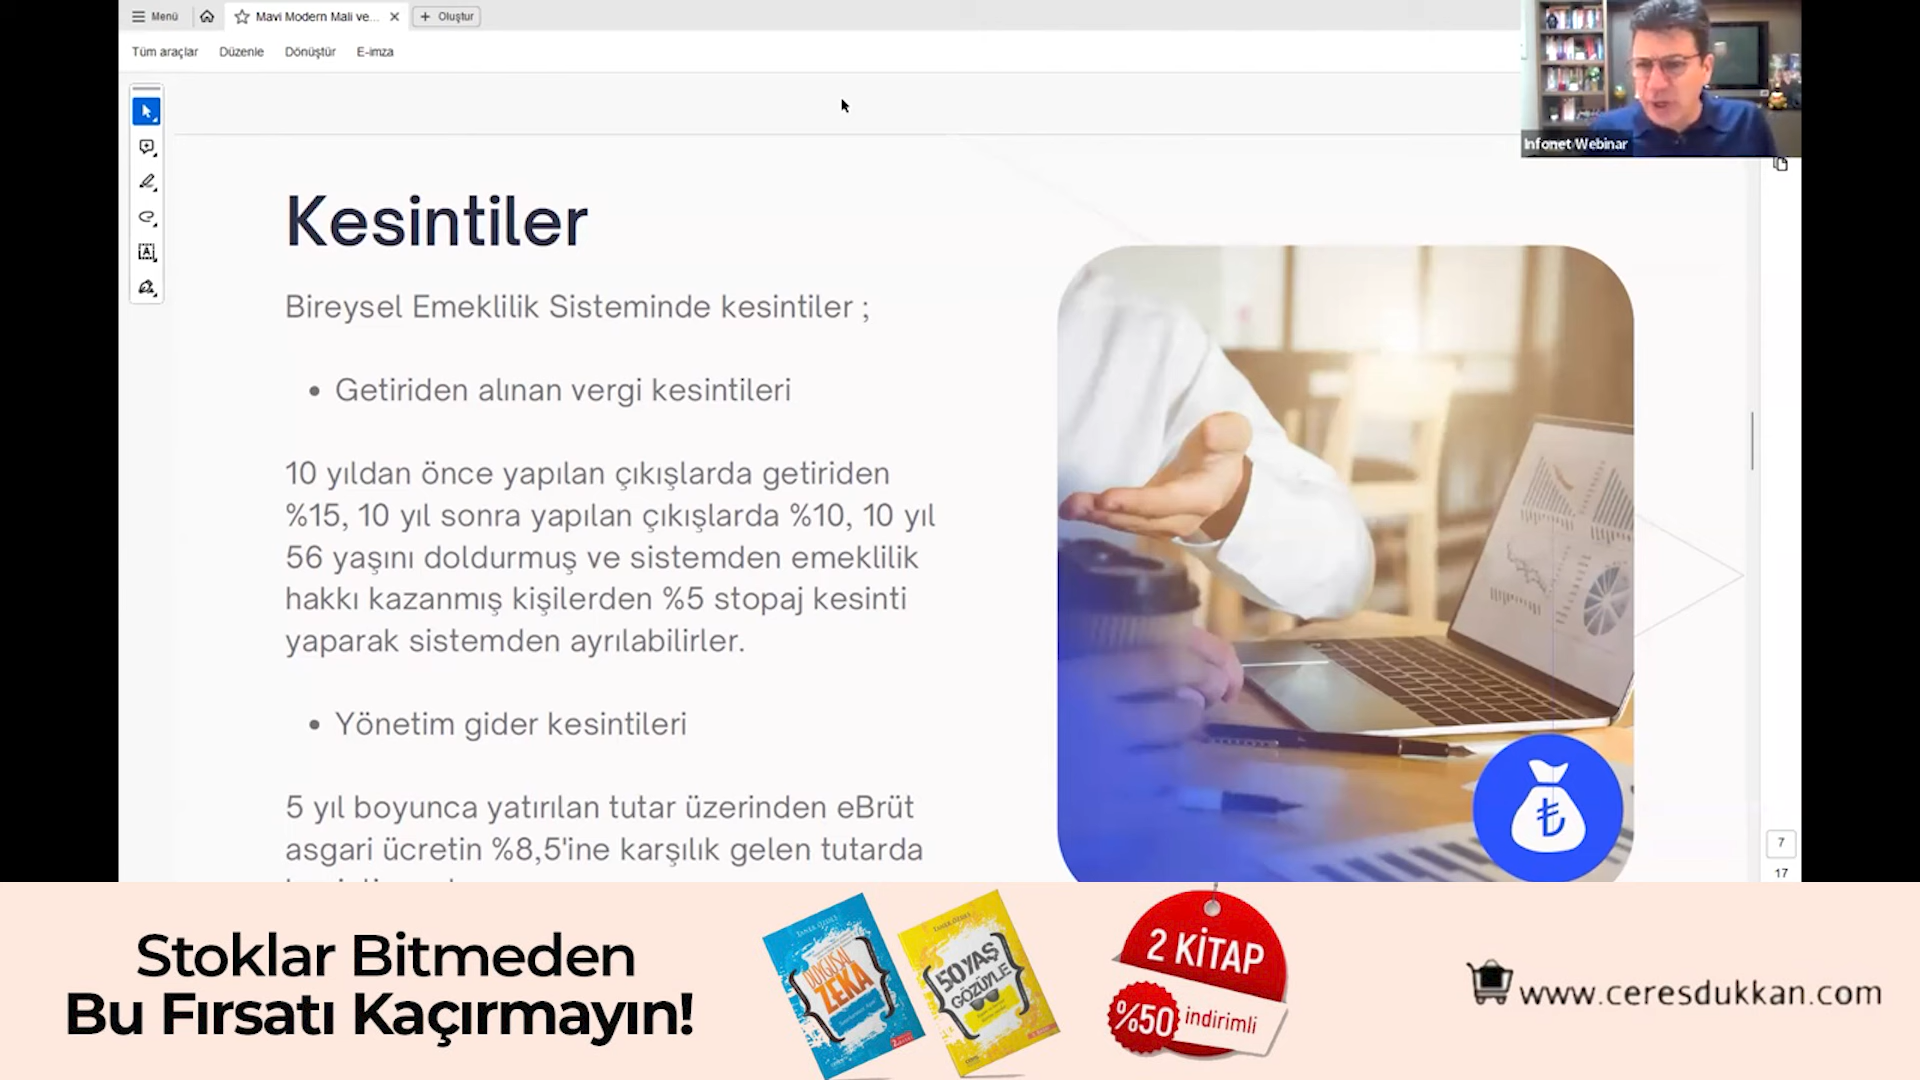 Menü
Mavi Modern Mali ve...
Oluştur
Tüm araçlar
Düzenle
Dönüştür
E-imza
Infonet Webinar
Kesintiler
Bireysel Emeklilik Sisteminde kesintiler ;
• Getiriden alınan vergi kesintileri
10 yıldan önce yapılan çıkışlarda getiriden
%15, 10 yıl sonra yapılan çıkışlarda %10, 10 yıl
56 yaşını doldurmuş ve sistemden emeklilik
hakkı kazanmış kişilerden %5 stopaj kesinti
yaparak sistemden ayrılabilirler.
• Yönetim gider kesintileri
5 yıl boyunca yatırılan tutar üzerinden eBrüt
asgari ücretin %8,5'ine karşılık gelen tutarda
7
17
Stoklar Bitmeden
Bu Fırsatı Kaçırmayın!
DUYGUSAL
ZEKA
50 YAŞ
GÖZÜYLE
2 KİTAP
%50 indirimli
www.ceresdukkan.com